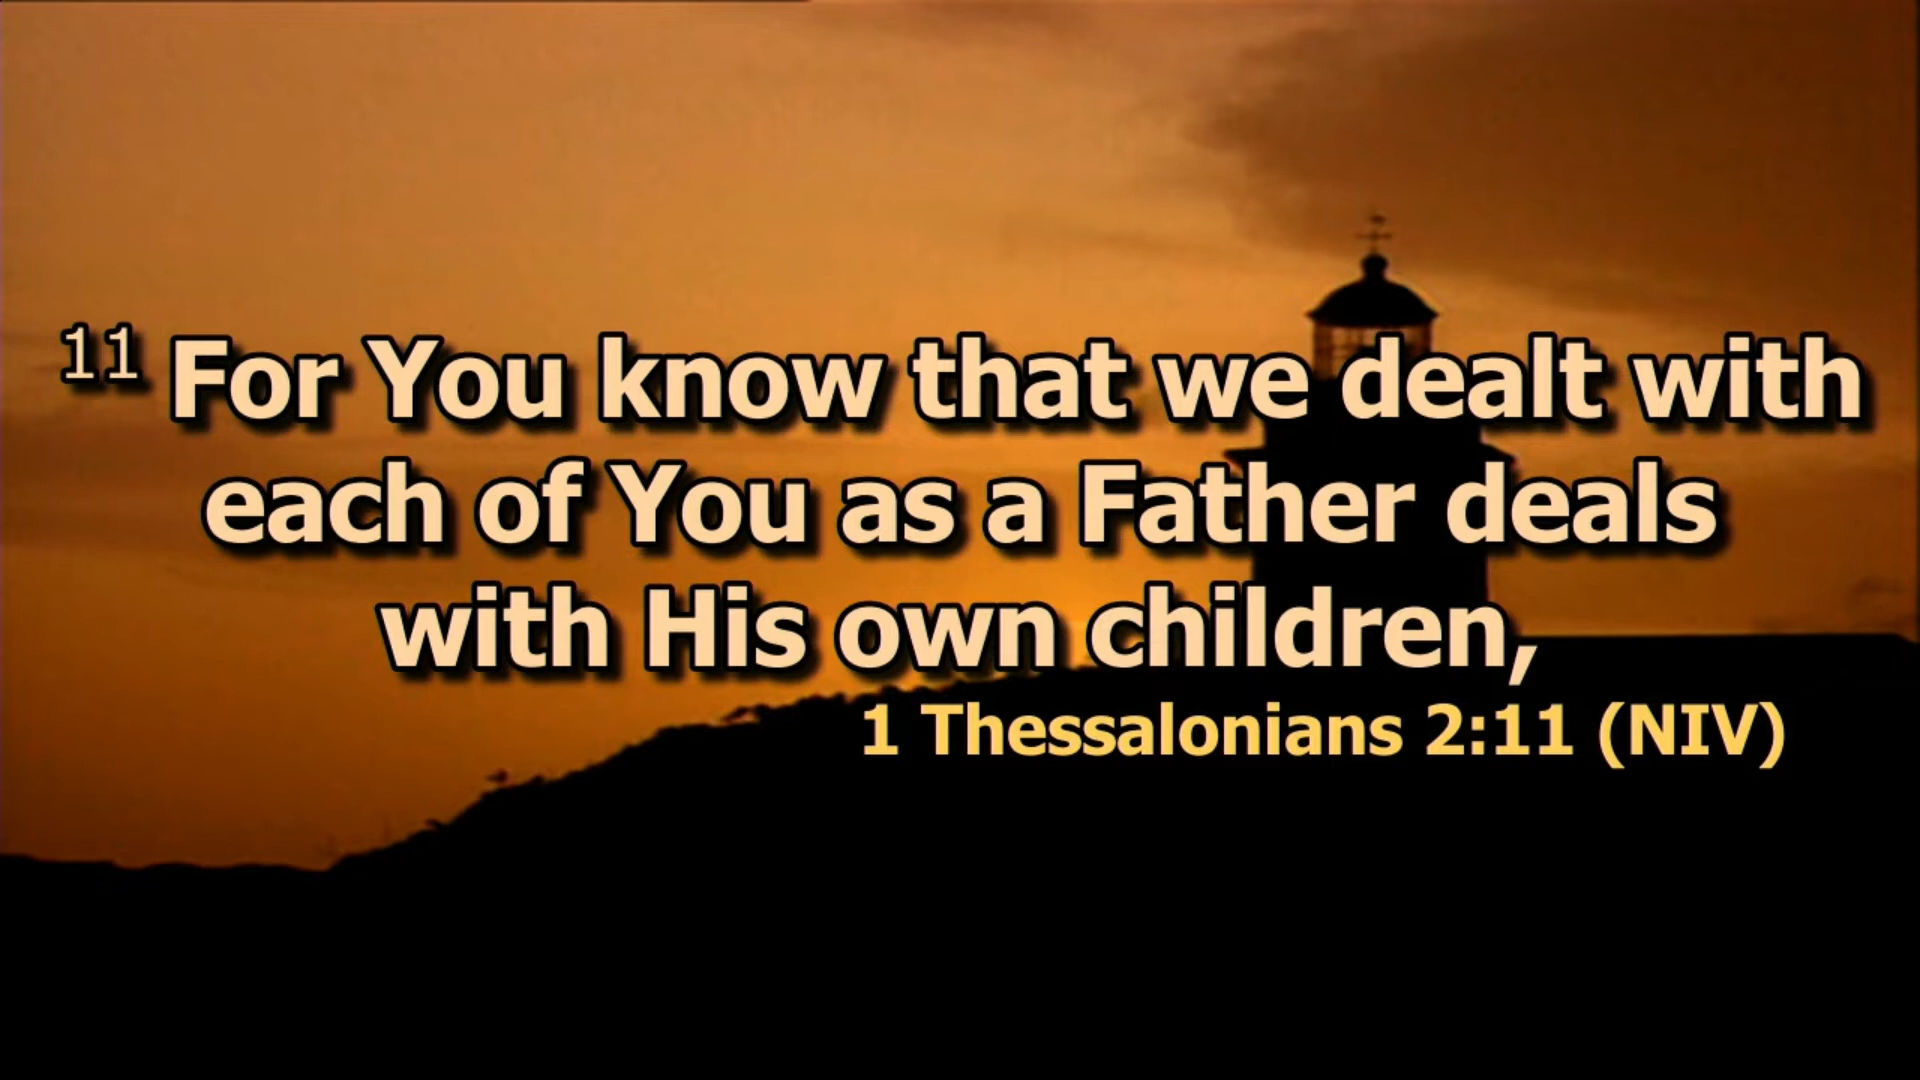 11 For You know that we dealt with
each of You as a Father deals
with His own children,
1 Thessalonians 2:11 (NIV)